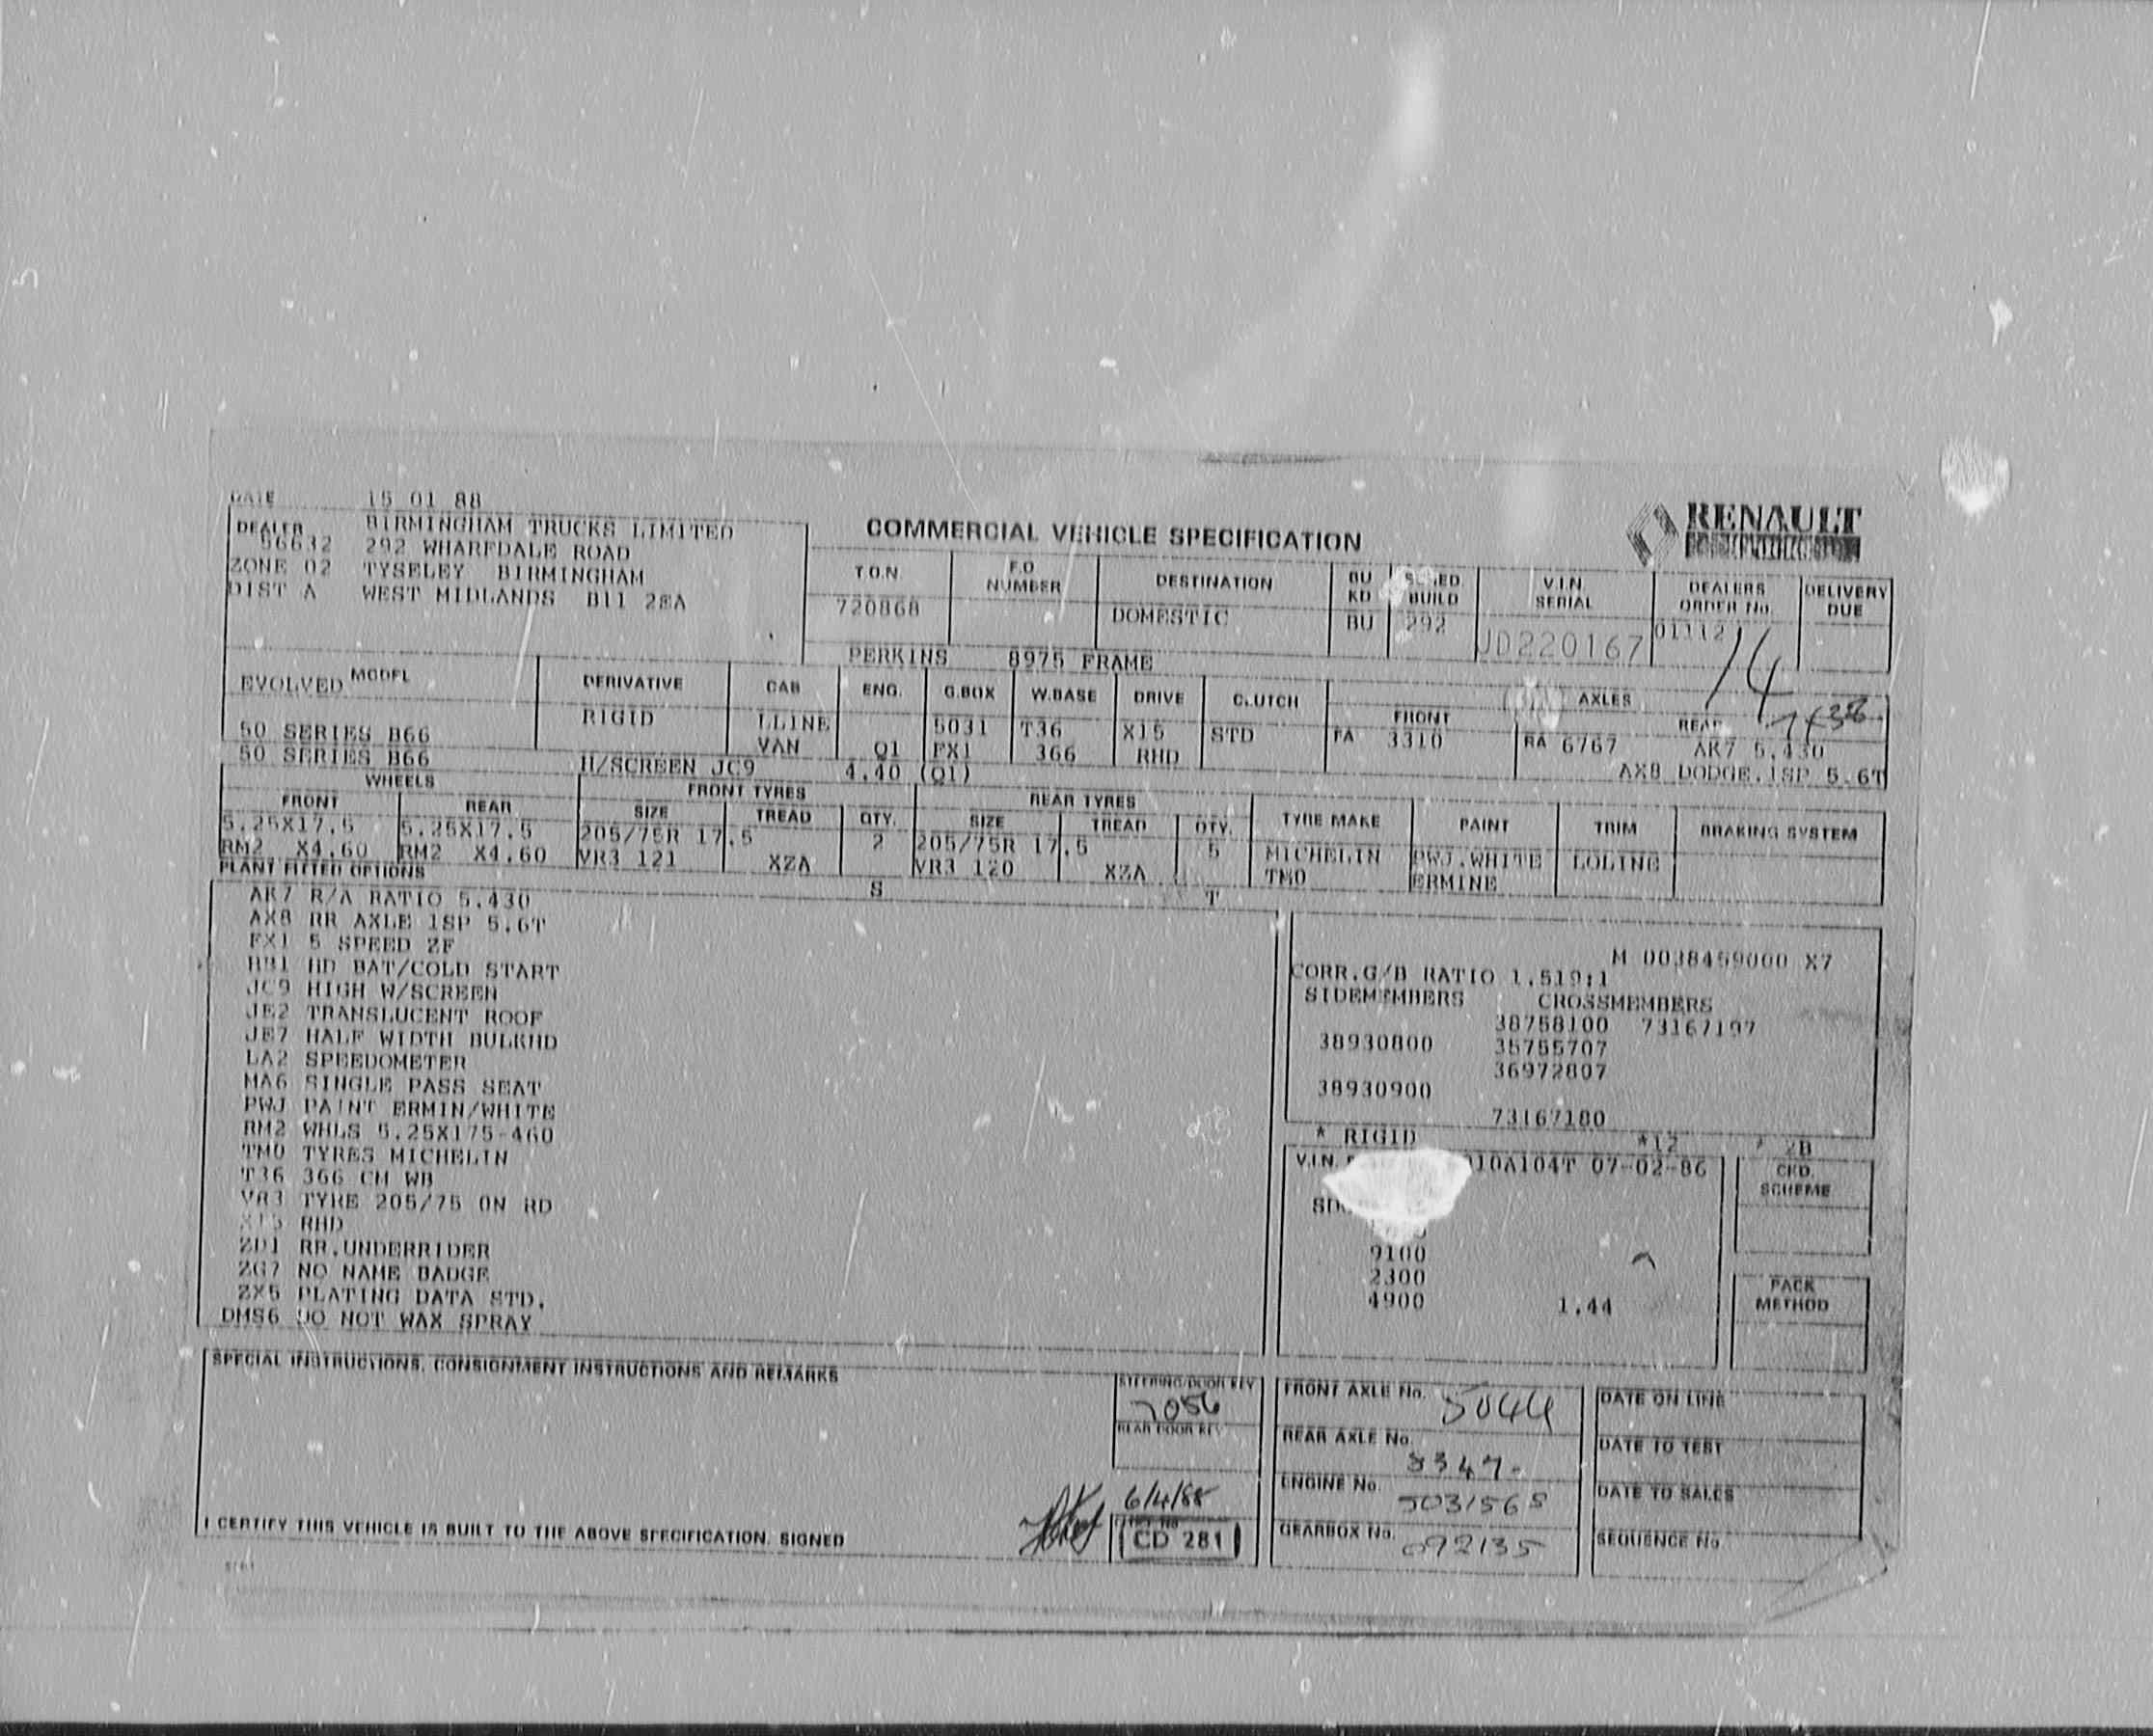 DATE 15 01 88
DEALER BIRMINGHAM TRUCKS LIMITED
56632 292 WHARFDALE ROAD
ZONE 02 TYSELEY BIRMINGHAM
DIST A WEST MIDLANDS B11 2EA
COMMERCIAL VEHICLE SPECIFICATION
RENAULT
T.O.N. F.O NUMBER DESTINATION BU KD BUILD V.I.N. SERIAL DEALERS ORDER No. DELIVERY DUE
720868 DOMESTIC BU 292 JD220167 01112
14
PERKINS 8975 FRAME
EVOLVED MODEL DERIVATIVE CAB ENG. G.BOX W.BASE DRIVE CLUTCH AXLES
FRONT REAR
50 SERIES B66 RIGID LLINE 5031 T36 X15 STD FA 3310 RA 6767 AK7 5.430
50 SERIES B66 H/SCREEN JC9 VAN Q1 FX1 366 RHD
4.40 (Q1) AX8 DODGE.1SP 5.6T
WHEELS FRONT TYRES REAR TYRES
FRONT REAR SIZE TREAD QTY. SIZE TREAD QTY. TYRE MAKE PAINT TRIM BRAKING SYSTEM
5.25X17.5 5.25X17.5 205/75R 17.5 2 205/75R 17.5 5 MICHELIN PWJ.WHITE LOLINE
RM2 X4.60 RM2 X4.60 VR3 121 XZA VR3 120 XZA TM0 ERMINE
PLANT FITTED OPTIONS S T
AK7 R/A RATIO 5.430
AX8 RR AXLE 1SP 5.6T
FX1 5 SPEED ZF
HD BAT/COLD START
JC9 HIGH W/SCREEN
JE2 TRANSLUCENT ROOF
JE7 HALF WIDTH BULKHD
LA2 SPEEDOMETER
MA6 SINGLE PASS SEAT
PWJ PAINT ERMIN/WHITE
RM2 WHLS 5.25X175-460
TM0 TYRES MICHELIN
T36 366 CM WB
VR3 TYRE 205/75 ON RD
X15 RHD
ZD1 RR.UNDERRIDER
ZG7 NO NAME BADGE
ZX5 PLATING DATA STD.
DMS6 DO NOT WAX SPRAY
M 0038459000 X7
CORR.G/B RATIO 1.519:1
SIDEMEMBERS CROSSMEMBERS
38758100 73167197
38930800 35755707
36972807
38930900
73167180
* RIGID *12 * 2B
V.I.N. 10A104T 07-02-86
CKD. SCHEME
9100
2300
4900 1.44
PACK METHOD
SPECIAL INSTRUCTIONS, CONSIGNMENT INSTRUCTIONS AND REMARKS
STEERING/DOOR KEY
7056
REAR DOOR KEY
6/4/88
CD 281
I CERTIFY THIS VEHICLE IS BUILT TO THE ABOVE SPECIFICATION. SIGNED
FRONT AXLE No. 5044
REAR AXLE No. 8347
ENGINE No. 5031565
GEARBOX No. 092135
DATE ON LINE
DATE TO TEST
DATE TO SALES
SEQUENCE No.